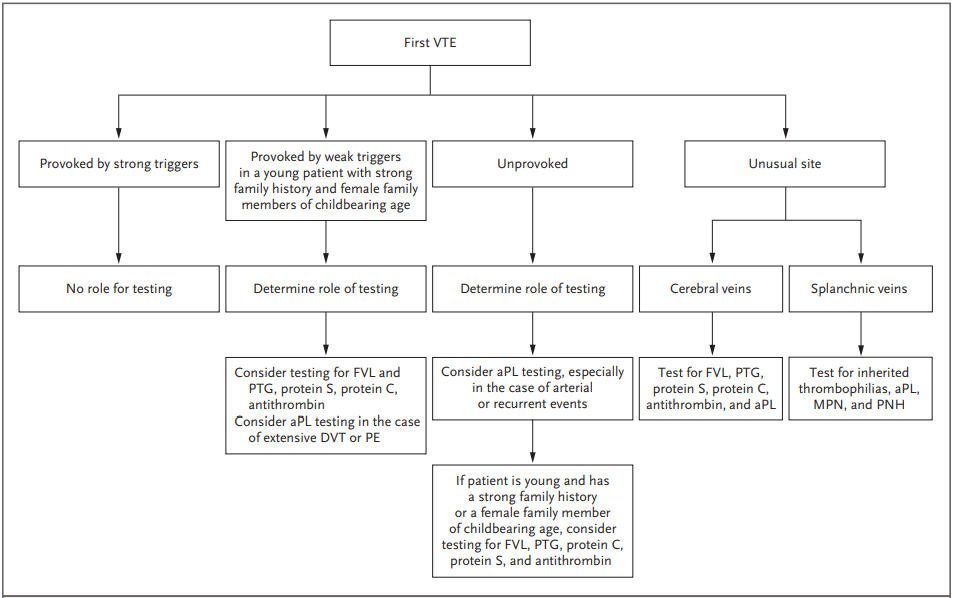 First VTE
Provoked by strong triggers
Provoked by weak triggers
in a young patient with strong
family history and female family
members of childbearing age
Unprovoked
Unusual site
No role for testing
Determine role of testing
Determine role of testing
Cerebral veins
Splanchnic veins
Consider testing for FVL and
PTG, protein S, protein C,
antithrombin
Consider aPL testing in the case
of extensive DVT or PE
Consider aPL testing, especially
in the case of arterial
or recurrent events
Test for FVL, PTG,
protein S, protein C,
antithrombin, and aPL
Test for inherited
thrombophilias, aPL,
MPN, and PNH
If patient is young and has
a strong family history
or a female family member
of childbearing age, consider
testing for FVL, PTG, protein C,
protein S, and antithrombin